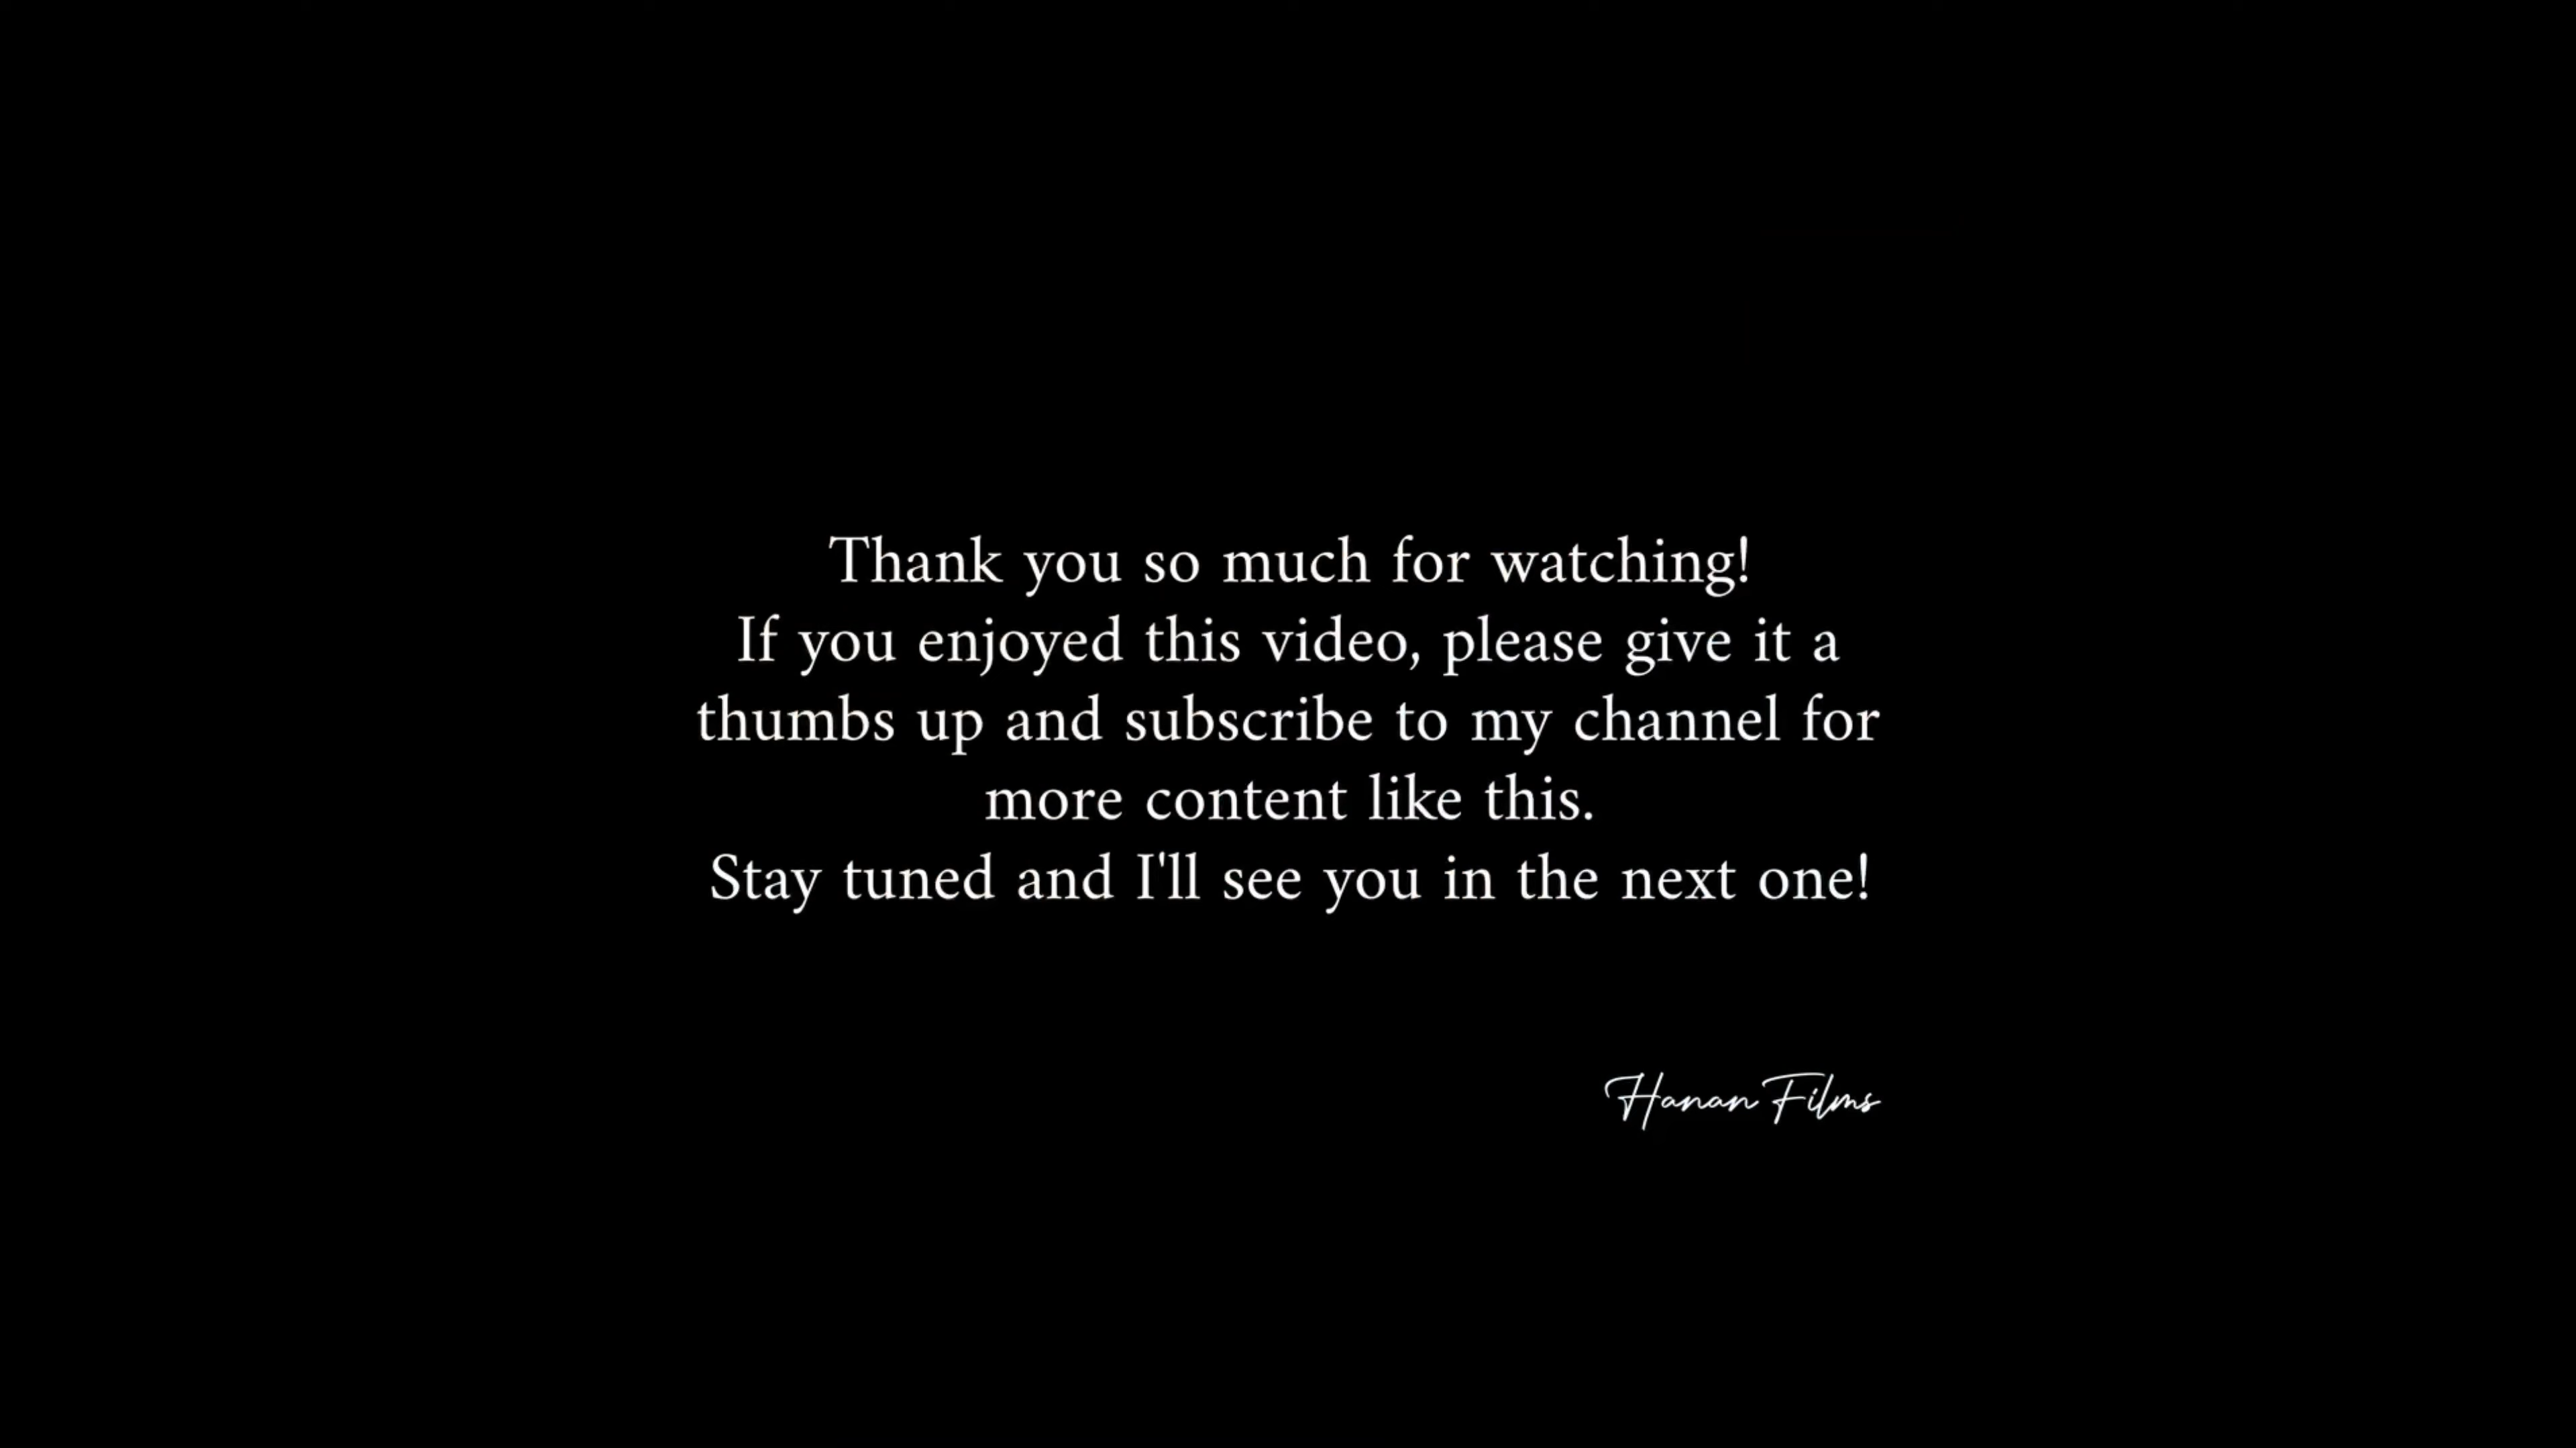 Thank you so much for watching!
If you enjoyed this video, please give it a
thumbs up and subscribe to my channel for
more content like this.
Stay tuned and I'll see you in the next one!
Hanan Films